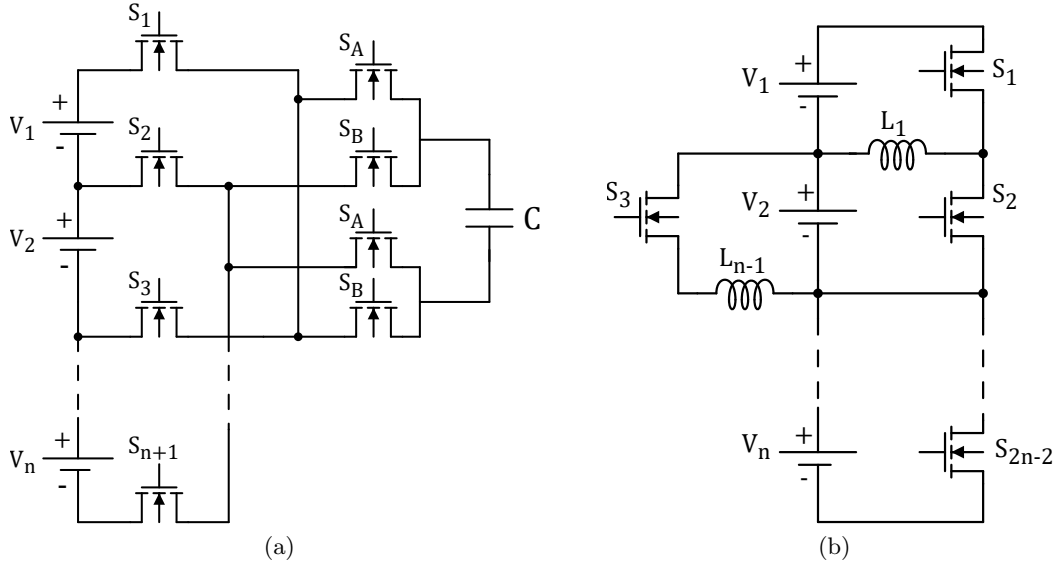 S1
SA
+
V1
-
S2
SB
+
V2
-
SA
C
S3
SB
+
Vn
-
Sn+1
(a)
+
V1
-
S1
L1
S3
+
V2
-
S2
Ln-1
+
Vn
-
S2n-2
(b)